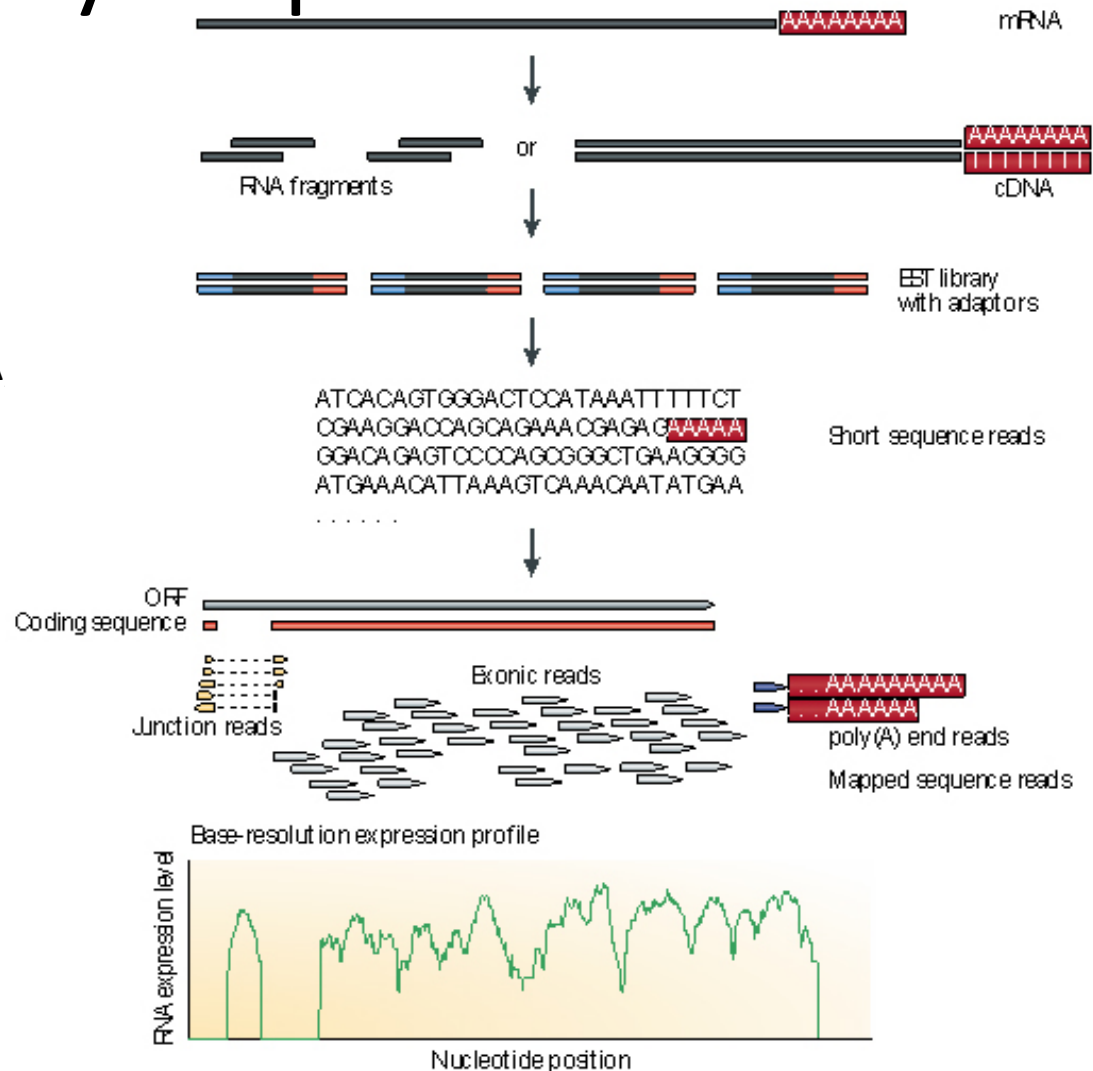 AAAAAAAA mRNA
or
AAAAAAAA
TTTTTTTT
RNA fragments
cDNA
EST library
with adaptors
ATCACAGTGGGACTCCATAAATTTTTCT
CGAAGGACCAGCAGAAACGAGAGAAAAA
GGACAGAGTCCCCAGCGGGCTGAAGGGG
ATGAAACATTAAAGTCAAACAATATGAA
. . . . . .
Short sequence reads
ORF
Coding sequence
Exonic reads
Junction reads
. . AAAAAAAAA
. . AAAAAA
poly(A) end reads
Mapped sequence reads
Base-resolution expression profile
RNA expression level
Nucleotide position